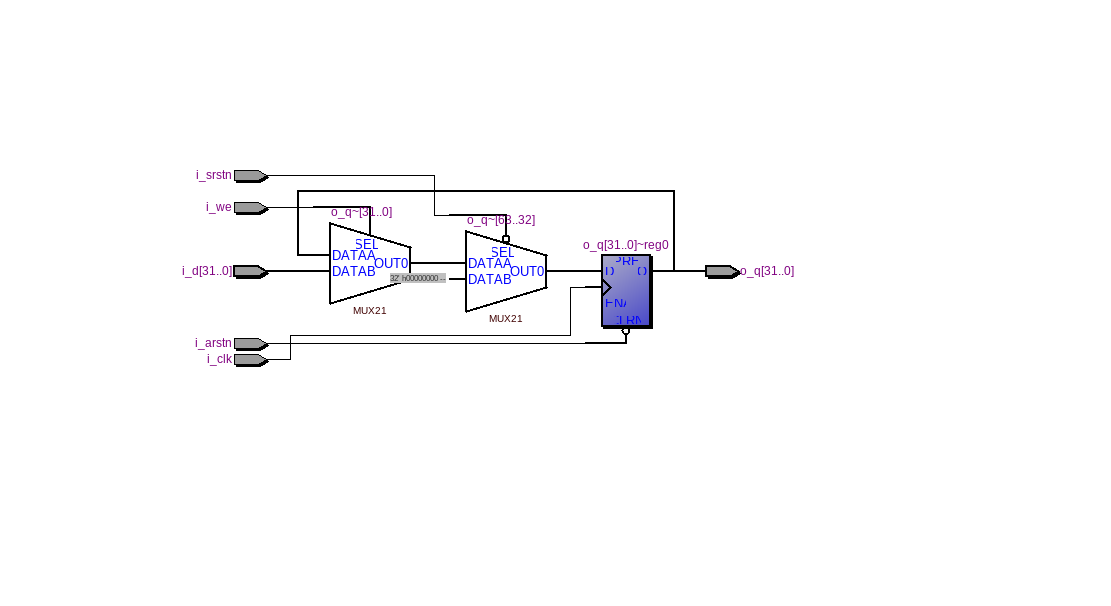 i_srstn
i_we
o_q~[31..0]
o_q~[63..32]
SEL
DATAA
DATAB
OUT0
MUX21
SEL
DATAA
DATAB
OUT0
MUX21
32' h00000000 --
o_q[31..0]~reg0
PRE
D
Q
ENA
CLRN
i_d[31..0]
o_q[31..0]
i_arstn
i_clk